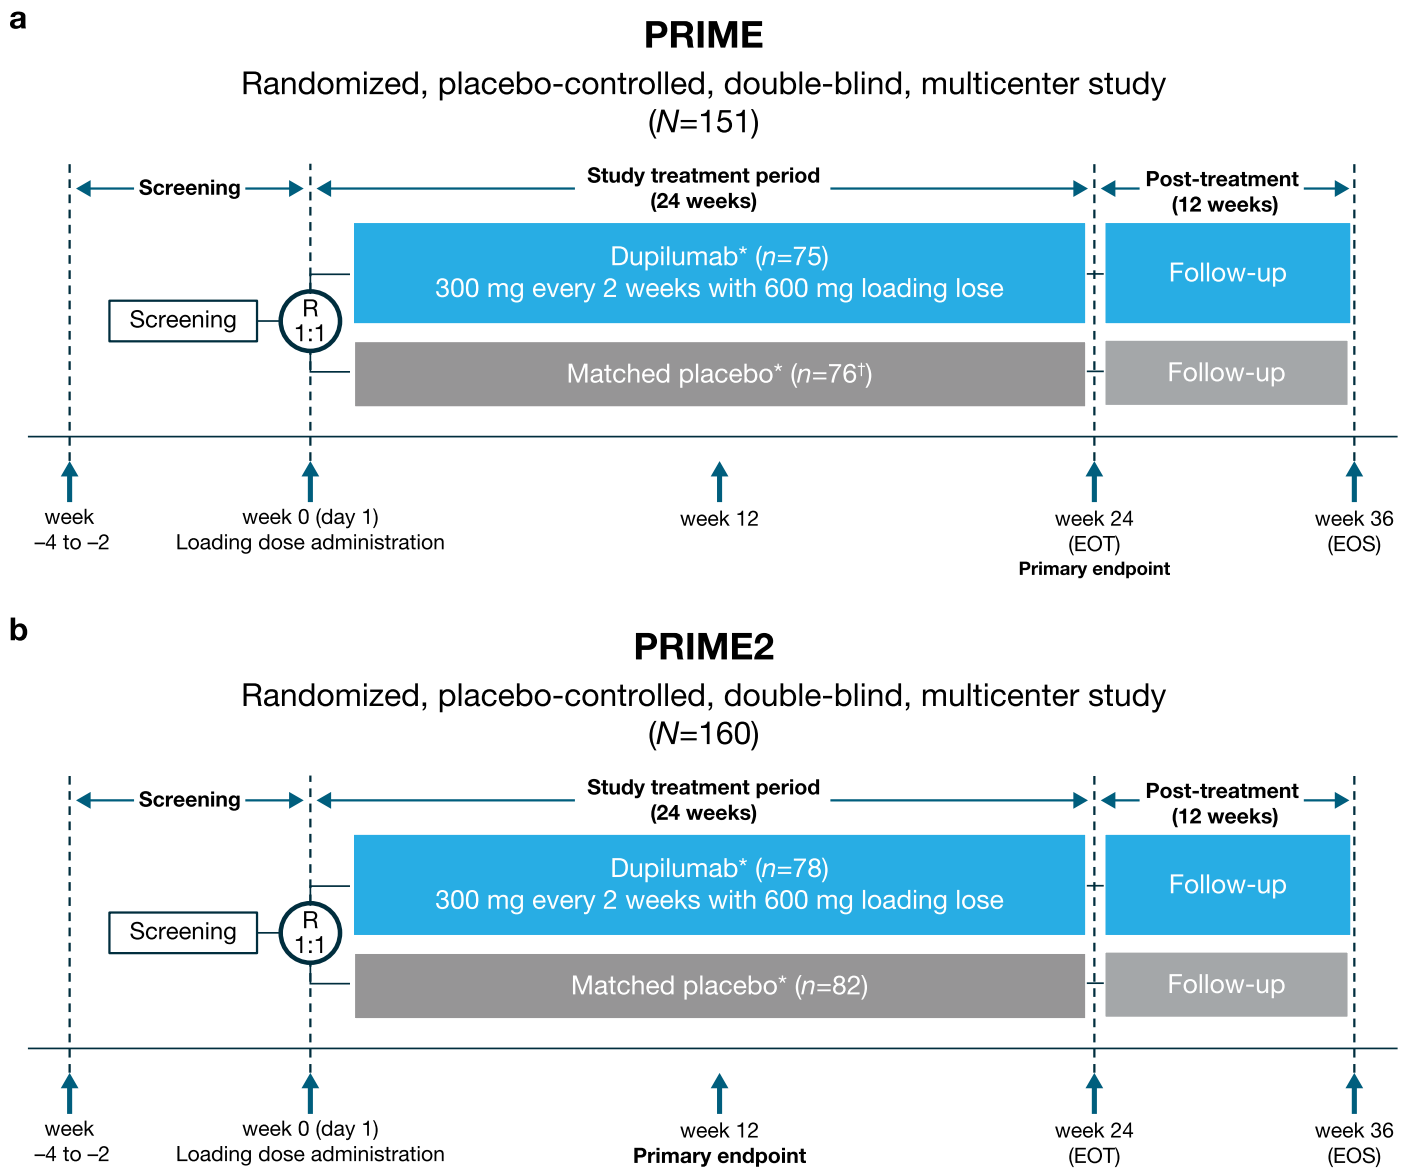 a
PRIME
Randomized, placebo-controlled, double-blind, multicenter study
(N=151)
Screening
Study treatment period
(24 weeks)
Post-treatment
(12 weeks)
Dupilumab* (n=75)
300 mg every 2 weeks with 600 mg loading lose
Follow-up
Screening
R
1:1
Matched placebo* (n=76†)
Follow-up
week
–4 to –2
week 0 (day 1)
Loading dose administration
week 12
week 24
(EOT)
Primary endpoint
week 36
(EOS)
b
PRIME2
Randomized, placebo-controlled, double-blind, multicenter study
(N=160)
Screening
Study treatment period
(24 weeks)
Post-treatment
(12 weeks)
Dupilumab* (n=78)
300 mg every 2 weeks with 600 mg loading lose
Follow-up
Screening
R
1:1
Matched placebo* (n=82)
Follow-up
week
–4 to –2
week 0 (day 1)
Loading dose administration
week 12
Primary endpoint
week 24
(EOT)
week 36
(EOS)